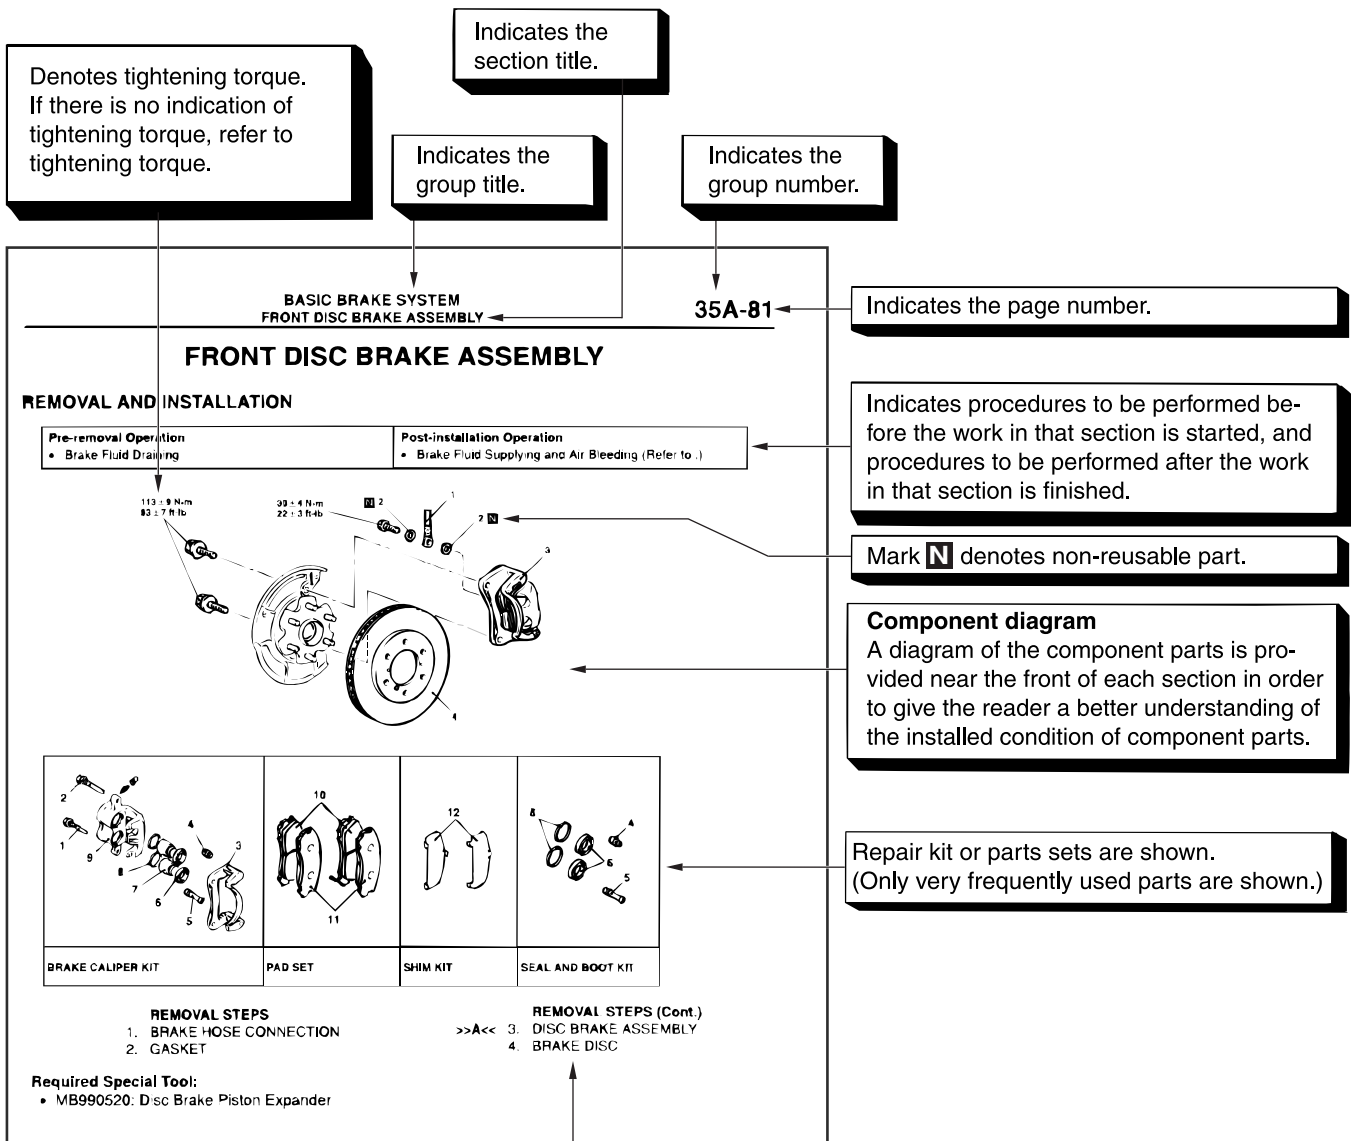 Indicates the
section title.
Denotes tightening torque.
If there is no indication of
tightening torque, refer to
tightening torque.
Indicates the
group title.
Indicates the
group number.
BASIC BRAKE SYSTEM
FRONT DISC BRAKE ASSEMBLY
35A-81
Indicates the page number.
FRONT DISC BRAKE ASSEMBLY
REMOVAL AND INSTALLATION
Indicates procedures to be performed be-
fore the work in that section is started, and
procedures to be performed after the work
in that section is finished.
Pre-removal Operation
• Brake Fluid Draining
Post-installation Operation
• Brake Fluid Supplying and Air Bleeding (Refer to .)
113 ± 9 N·m
83 ± 7 ft-lb
30 ± 4 N·m
22 ± 3 ft-lb
N 2
1
2 N
3
4
Mark N denotes non-reusable part.
Component diagram
A diagram of the component parts is pro-
vided near the front of each section in order
to give the reader a better understanding of
the installed condition of component parts.
2
1
9
4
3
8
7
6
5
10
11
12
8
4
6
5
BRAKE CALIPER KIT
PAD SET
SHIM KIT
SEAL AND BOOT KIT
Repair kit or parts sets are shown.
(Only very frequently used parts are shown.)
REMOVAL STEPS
1. BRAKE HOSE CONNECTION
2. GASKET
REMOVAL STEPS (Cont.)
>>A<< 3. DISC BRAKE ASSEMBLY
4. BRAKE DISC
Required Special Tool:
• MB990520: Disc Brake Piston Expander